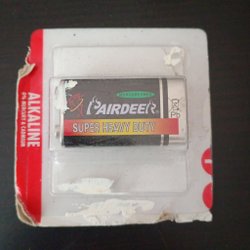 ALKALINE
0% MERCURY & CADMIUM
PAIRDEER
SUPER HEAVY DUTY